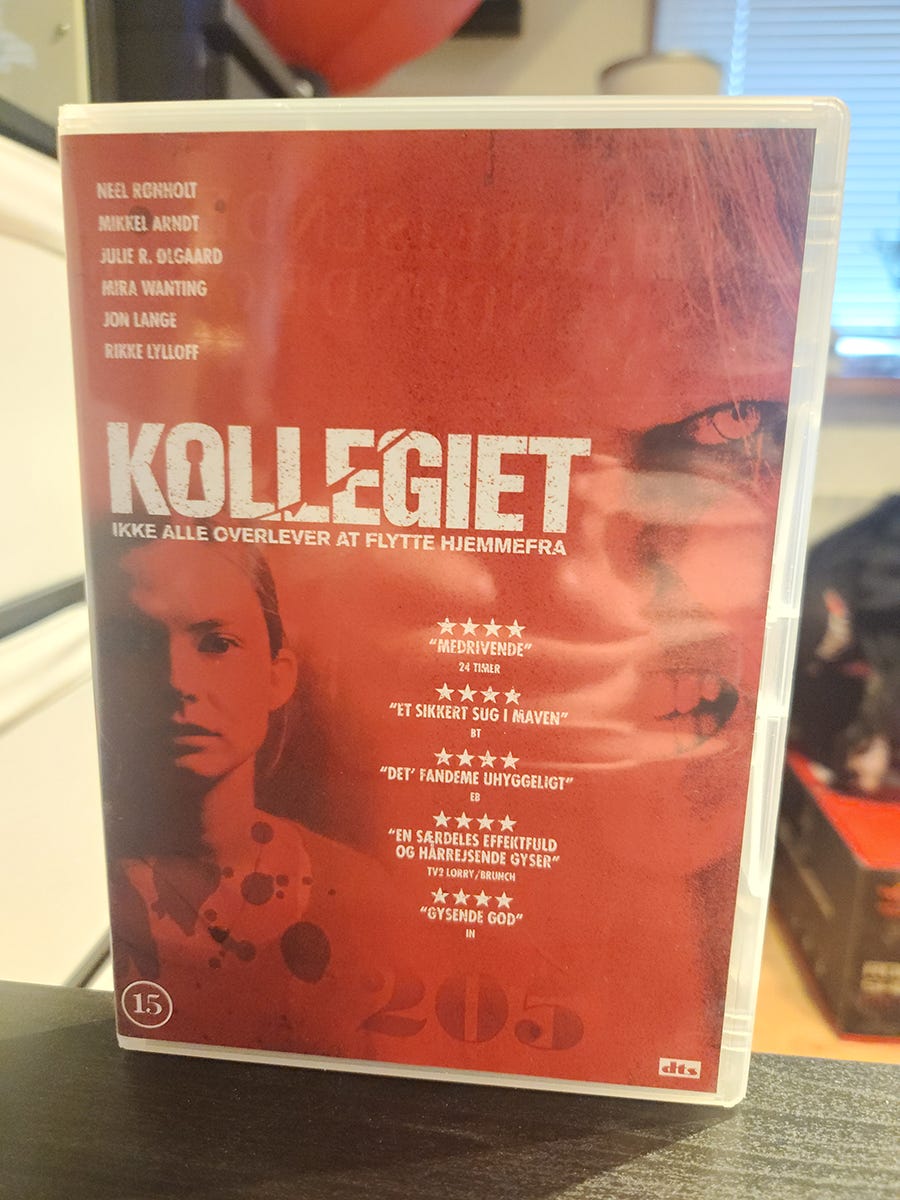 NEEL RØNHOLT
MIKKEL ARNDT
JULIE R. ØLGAARD
MIRA WANTING
JON LANGE
RIKKE LYLLOFF
KOLLEGIET
IKKE ALLE OVERLEVER AT FLYTTE HJEMMEFRA
★★★★
"MEDRIVENDE"
24 TIMER
★★★★
"ET SIKKERT SUG I MAVEN"
BT
★★★★
"DET' FANDEME UHYGGELIGT"
EB
★★★★
"EN SÆRDELES EFFEKTFULD
OG HÅRREJSENDE GYSER"
TV2 LORRY/BRUNCH
★★★★
"GYSENDE GOD"
IN
205
15
dts